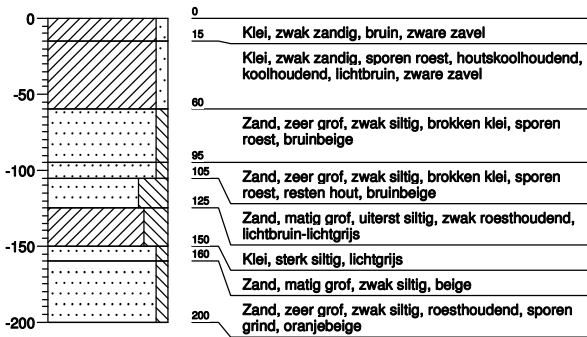 0
0
Klei, zwak zandig, bruin, zware zavel
15
Klei, zwak zandig, sporen roest, houtskoolhoudend,
koolhoudend, lichtbruin, zware zavel
-50
60
Zand, zeer grof, zwak siltig, brokken klei, sporen
roest, bruinbeige
95
-100
105
Zand, zeer grof, zwak siltig, brokken klei, sporen
roest, resten hout, bruinbeige
125
Zand, matig grof, uiterst siltig, zwak roesthoudend,
lichtbruin-lichtgrijs
-150
150
Klei, sterk siltig, lichtgrijs
160
Zand, matig grof, zwak siltig, beige
Zand, zeer grof, zwak siltig, roesthoudend, sporen
grind, oranjebeige
-200
200